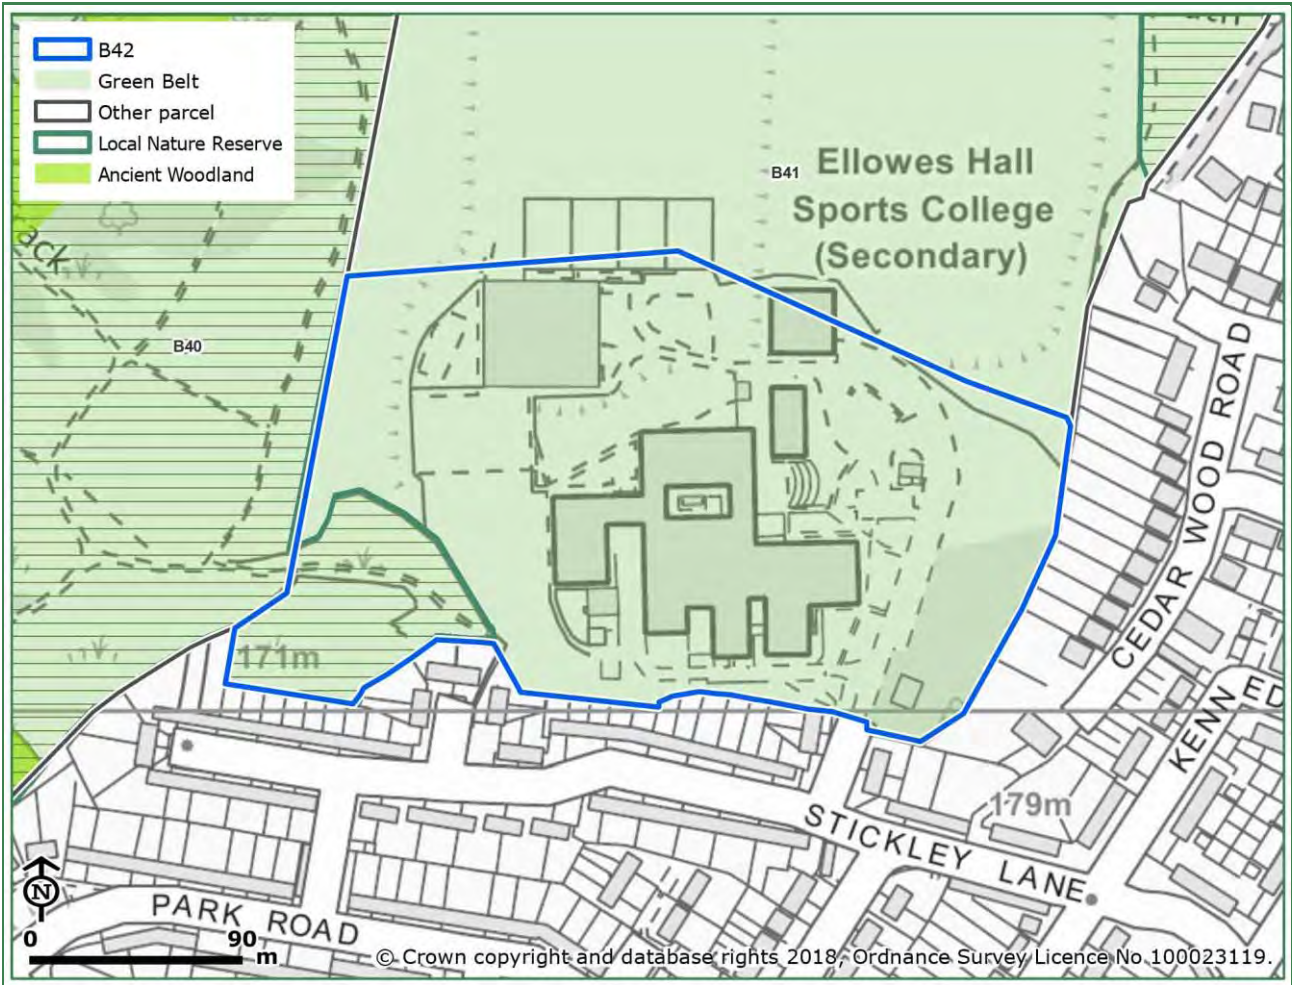 B42
Green Belt
Other parcel
Local Nature Reserve
Ancient Woodland
ack
B40
B41
Ellowes Hall
Sports College
(Secondary)
CEDAR WOOD ROAD
KENNED
171m
179m
STICKLEY LANE
PARK ROAD
N
0 90 m
© Crown copyright and database rights 2018, Ordnance Survey Licence No 100023119.